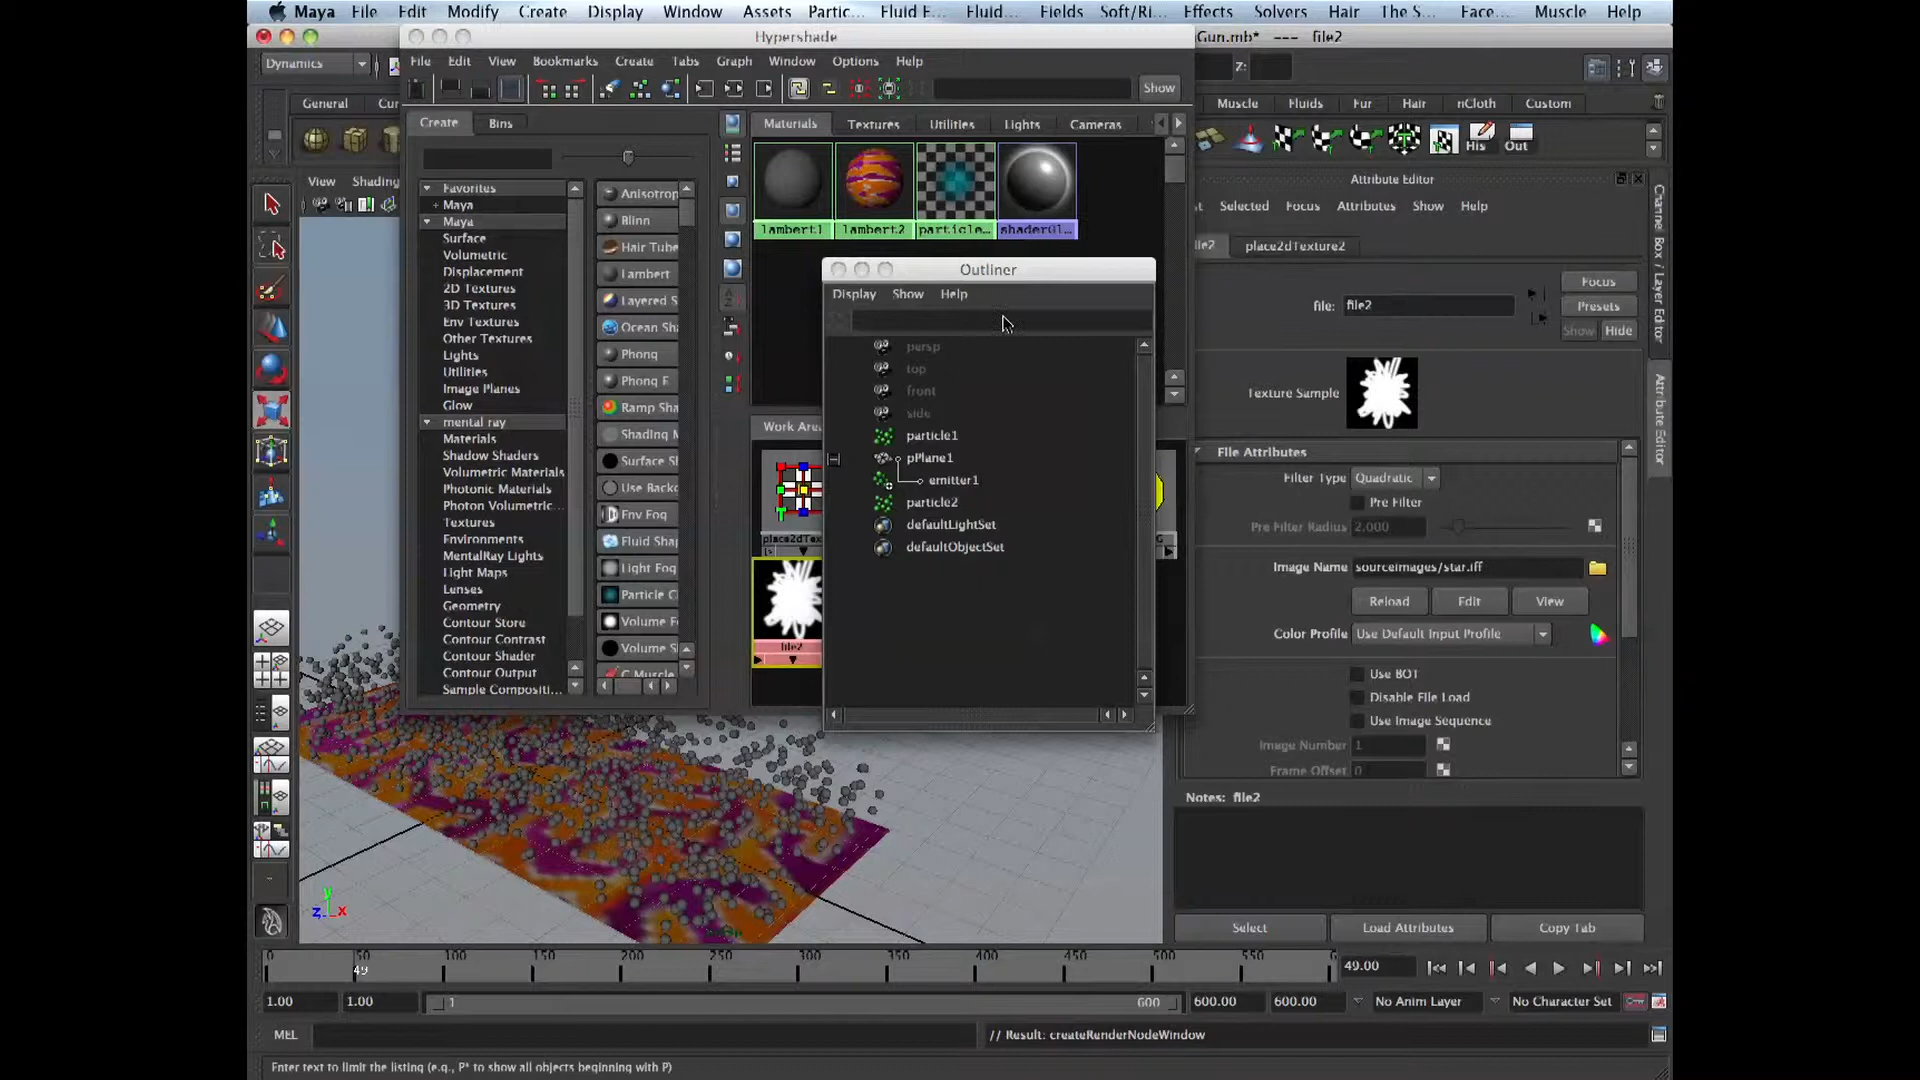 Maya File Edit Modify Create Display Window Assets Partic... Fluid E... Fluid... Fields Soft/Ri... Effects Solvers Hair The S... Face... Muscle Help
Hypershade
Gun.mb* --- file2
Dynamics
File Edit View Bookmarks Create Tabs Graph Window Options Help
Z:
Show
General Cur
Muscle Fluids Fur Hair nCloth Custom
Create Bins
Materials Textures Utilities Lights Cameras
His Out
View Shading
Attribute Editor
Selected Focus Attributes Show Help
lambert1 lambert2 particle... shaderGl...
file2 place2dTexture2
Favorites
Maya
Maya
Surface
Volumetric
Displacement
2D Textures
3D Textures
Env Textures
Other Textures
Lights
Utilities
Image Planes
Glow
mental ray
Materials
Shadow Shaders
Volumetric Materials
Photonic Materials
Photon Volumetric...
Textures
Environments
MentalRay Lights
Light Maps
Lenses
Geometry
Contour Store
Contour Contrast
Contour Shader
Contour Output
Sample Compositi...
Anisotrop
Blinn
Hair Tube
Lambert
Layered S
Ocean Sha
Phong
Phong E
Ramp Sha
Shading M
Surface Sh
Use Backg
Env Fog
Fluid Shap
Light Fog
Particle C
Volume F
Volume S
C Muscle
Outliner
Display Show Help
persp
top
front
side
particle1
pPlane1
emitter1
particle2
defaultLightSet
defaultObjectSet
Work Area
place2dTex
file2
Focus
file: file2
Presets
Show Hide
Texture Sample
File Attributes
Filter Type Quadratic
Pre Filter
Pre Filter Radius 2.000
Image Name sourceimages/star.iff
Reload Edit View
Color Profile Use Default Input Profile
Use BOT
Disable File Load
Use Image Sequence
Image Number 1
Frame Offset 0
Notes: file2
Select Load Attributes Copy Tab
y
z x
0 50 100 150 200 250 300 350 400 450 500 550 6
49
49.00
1.00 1.00 1 600 600.00 600.00 No Anim Layer No Character Set
MEL // Result: createRenderNodeWindow
Enter text to limit the listing (e.g., P* to show all objects beginning with P)